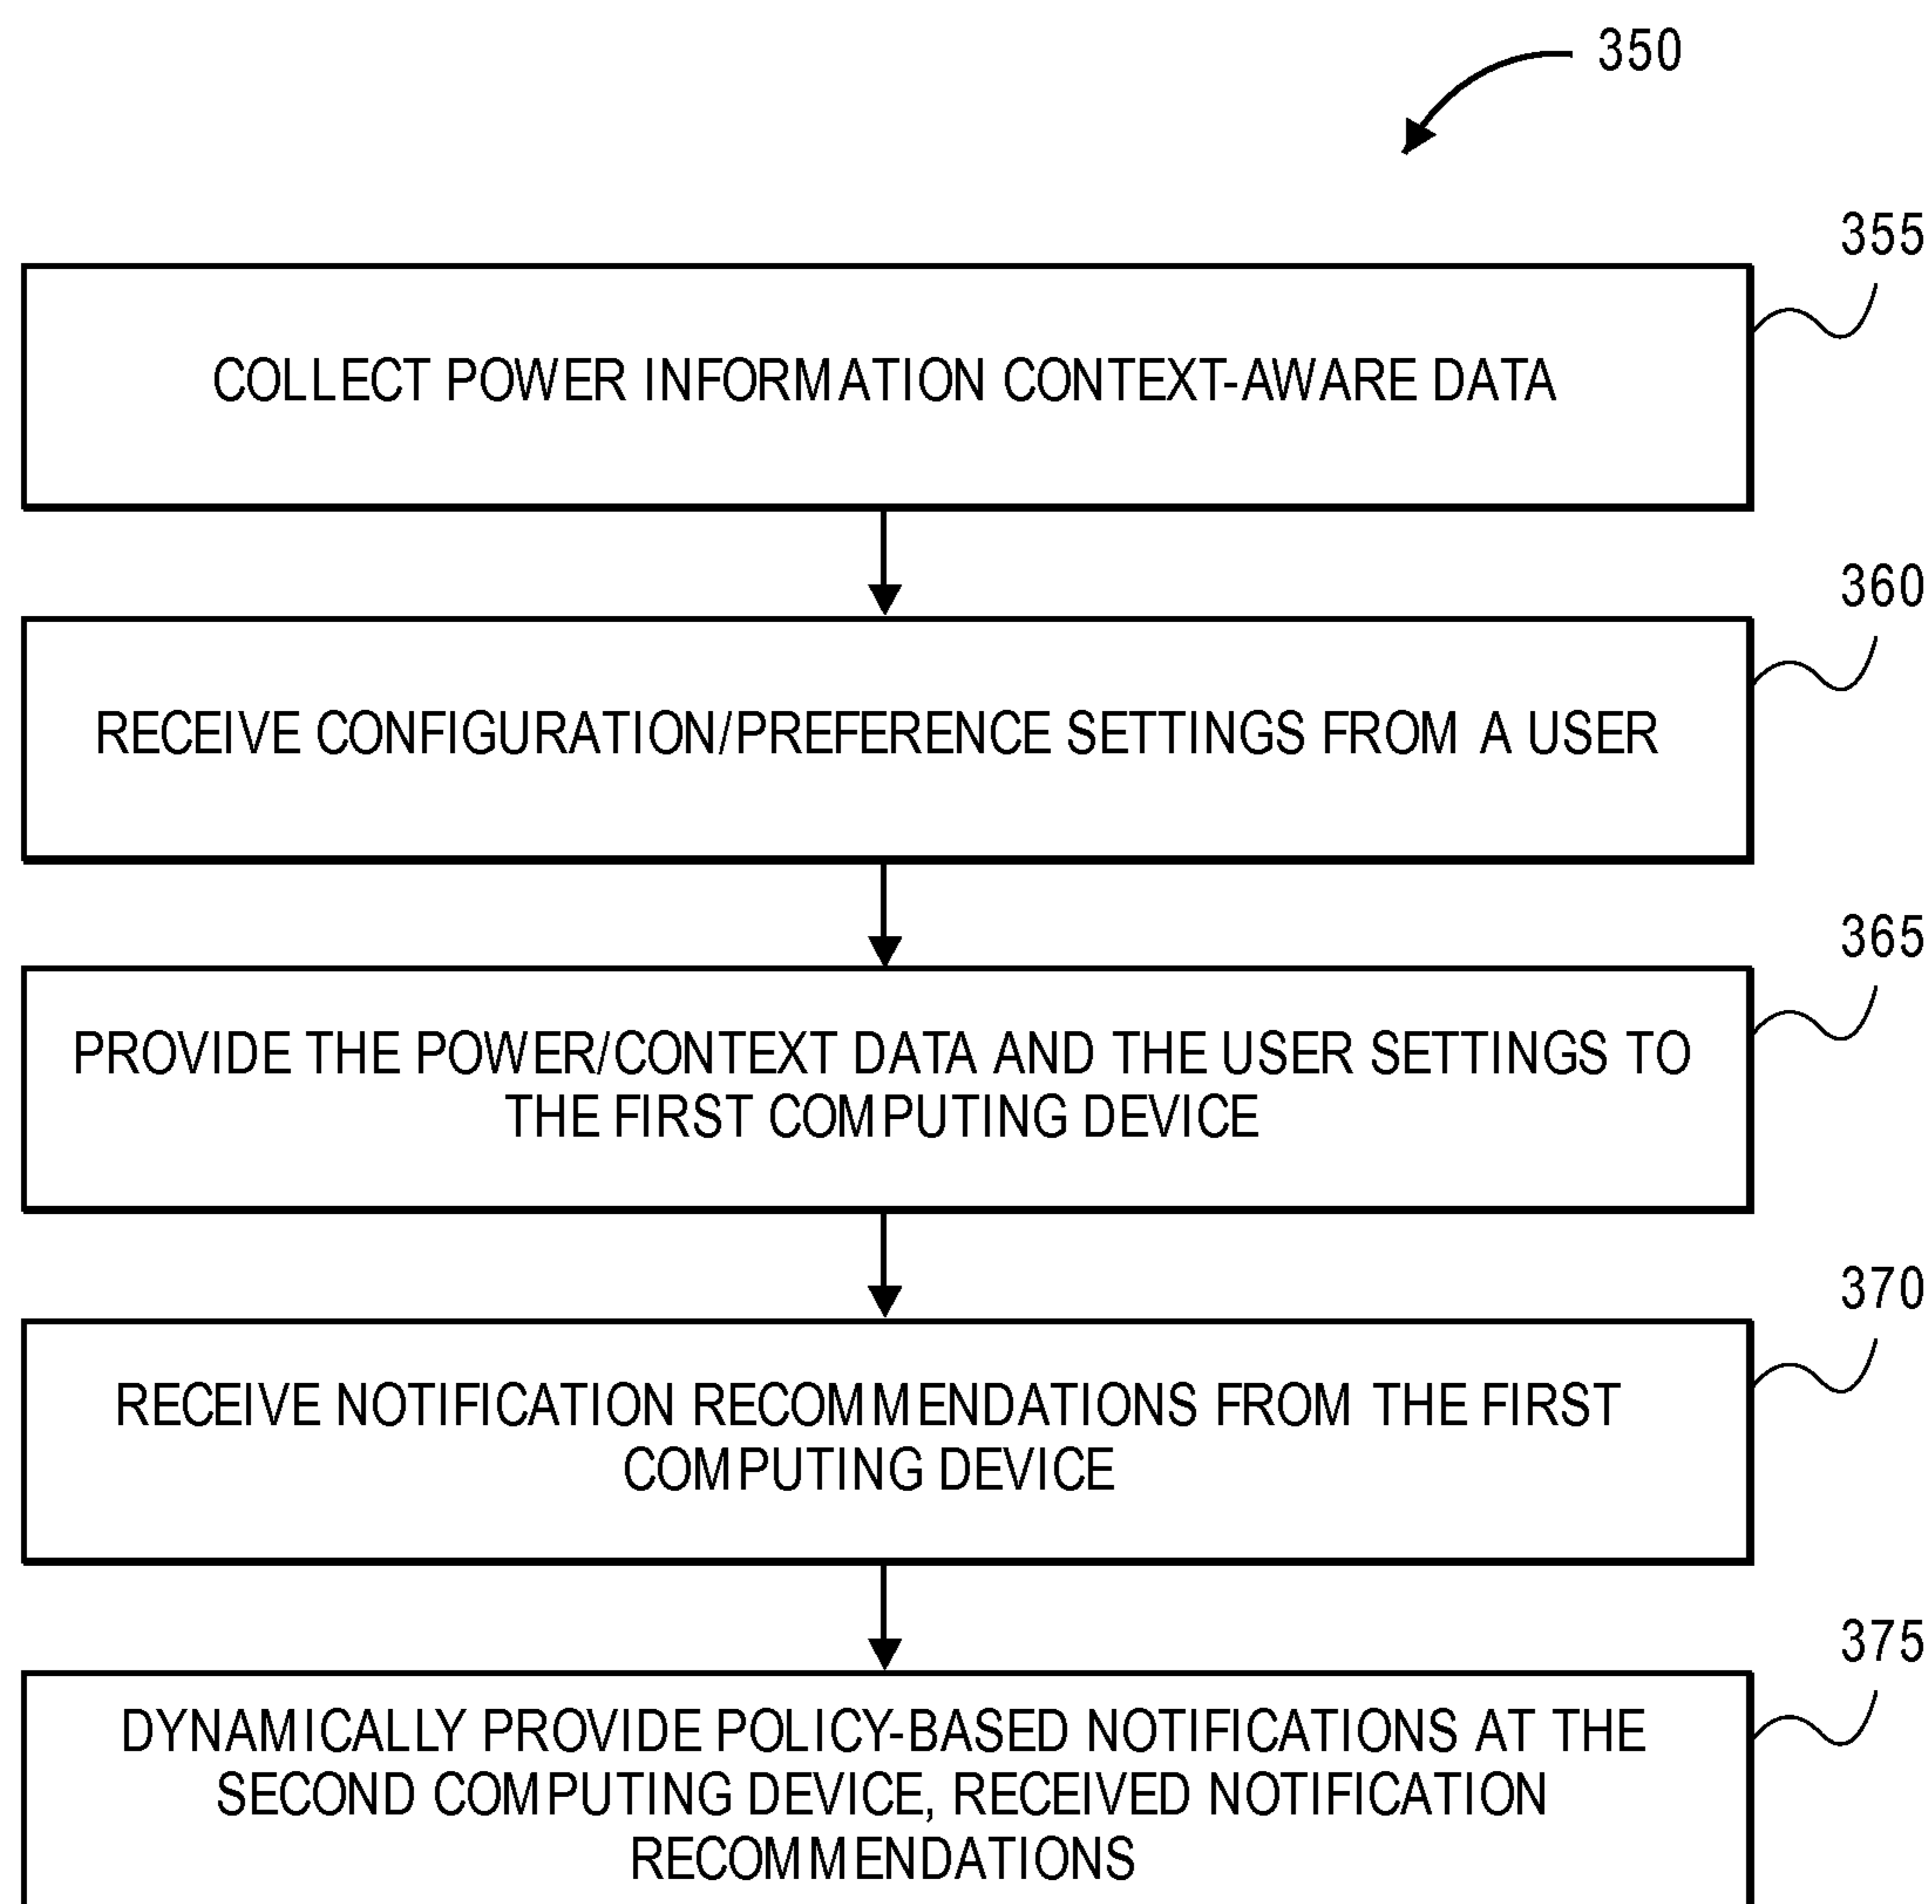 350
355
COLLECT POWER INFORMATION CONTEXT-AWARE DATA
360
RECEIVE CONFIGURATION/PREFERENCE SETTINGS FROM A USER
365
PROVIDE THE POWER/CONTEXT DATA AND THE USER SETTINGS TO
THE FIRST COMPUTING DEVICE
370
RECEIVE NOTIFICATION RECOMMENDATIONS FROM THE FIRST
COMPUTING DEVICE
375
DYNAMICALLY PROVIDE POLICY-BASED NOTIFICATIONS AT THE
SECOND COMPUTING DEVICE, RECEIVED NOTIFICATION
RECOMMENDATIONS